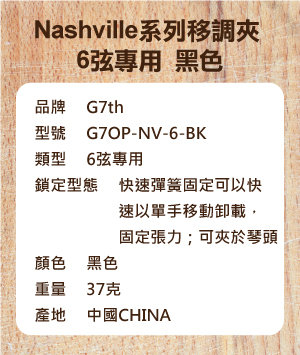 Nashville系列移調夾
6弦專用 黑色
品牌 G7th
型號 G7OP-NV-6-BK
類型 6弦專用
鎖定型態 快速彈簧固定可以快
速以單手移動卸載，
固定張力；可夾於琴頭
顏色 黑色
重量 37克
產地 中國CHINA